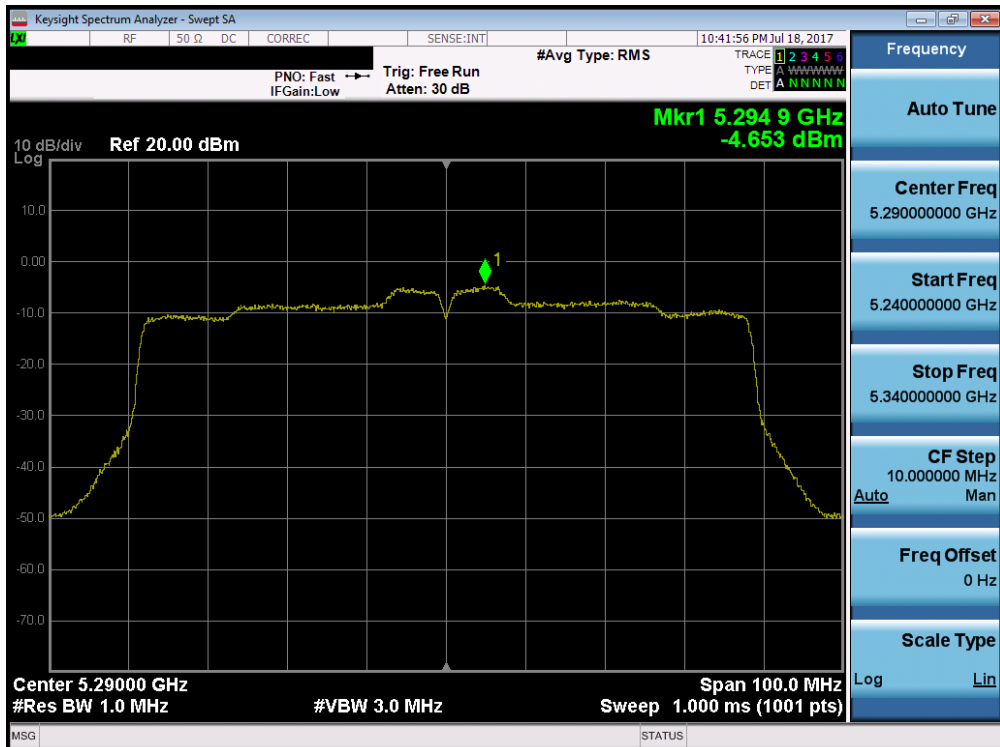 Keysight Spectrum Analyzer - Swept SA
LXI RF 50 Ω DC CORREC SENSE:INT 10:41:56 PM Jul 18, 2017
Frequency
#Avg Type: RMS
TRACE 1 2 3 4 5 6
PNO: Fast Trig: Free Run
TYPE A WWWWW
IFGain:Low Atten: 30 dB
DET A N N N N N
Auto Tune
Mkr1 5.294 9 GHz
-4.653 dBm
10 dB/div Ref 20.00 dBm
Log
10.0
0.00
-10.0
-20.0
-30.0
-40.0
-50.0
-60.0
-70.0
1
Center Freq
5.290000000 GHz
Start Freq
5.240000000 GHz
Stop Freq
5.340000000 GHz
CF Step
10.000000 MHz
Auto Man
Freq Offset
0 Hz
Scale Type
Log Lin
Center 5.29000 GHz Span 100.0 MHz
#Res BW 1.0 MHz #VBW 3.0 MHz Sweep 1.000 ms (1001 pts)
MSG STATUS